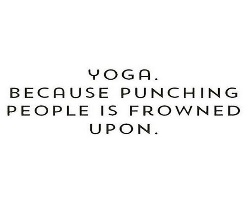 YOGA.
BECAUSE PUNCHING
PEOPLE IS FROWNED
UPON.